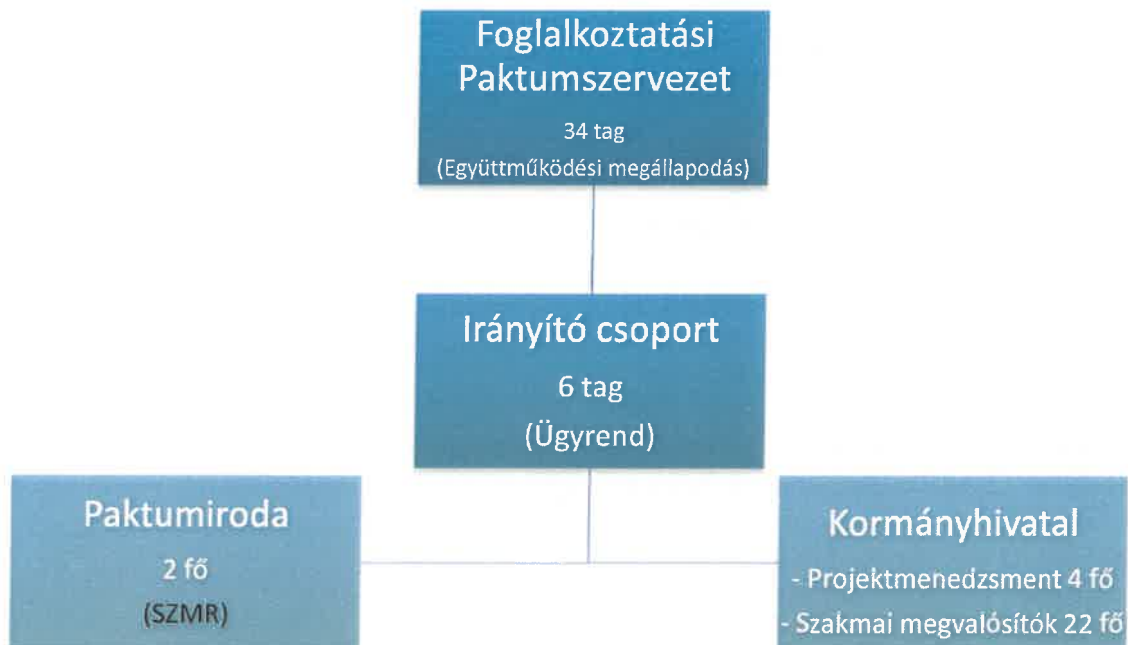 Foglalkoztatási
Paktumszervezet
34 tag
(Együttműködési megállapodás)
Irányító csoport
6 tag
(Ügyrend)
Paktumiroda
2 fő
(SZMR)
Kormányhivatal
- Projektmenedzsment 4 fő
- Szakmai megvalósítók 22 fő